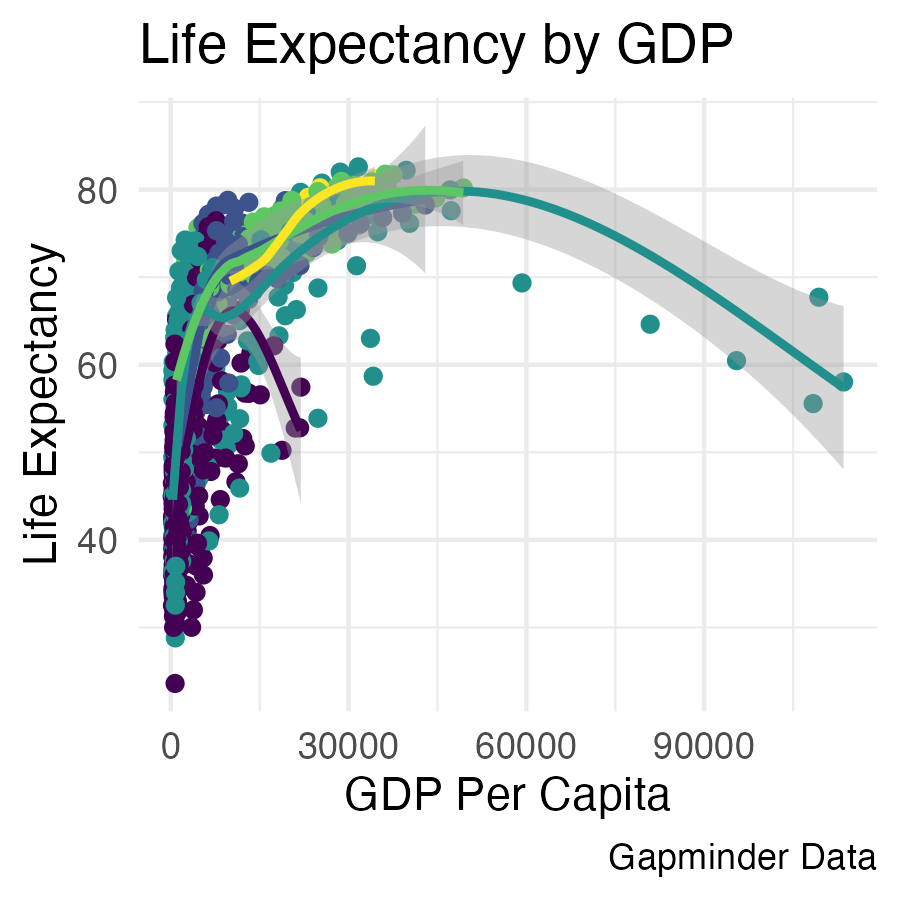 Life Expectancy by GDP
Life Expectancy
80
60
40
0 30000 60000 90000
GDP Per Capita
Gapminder Data